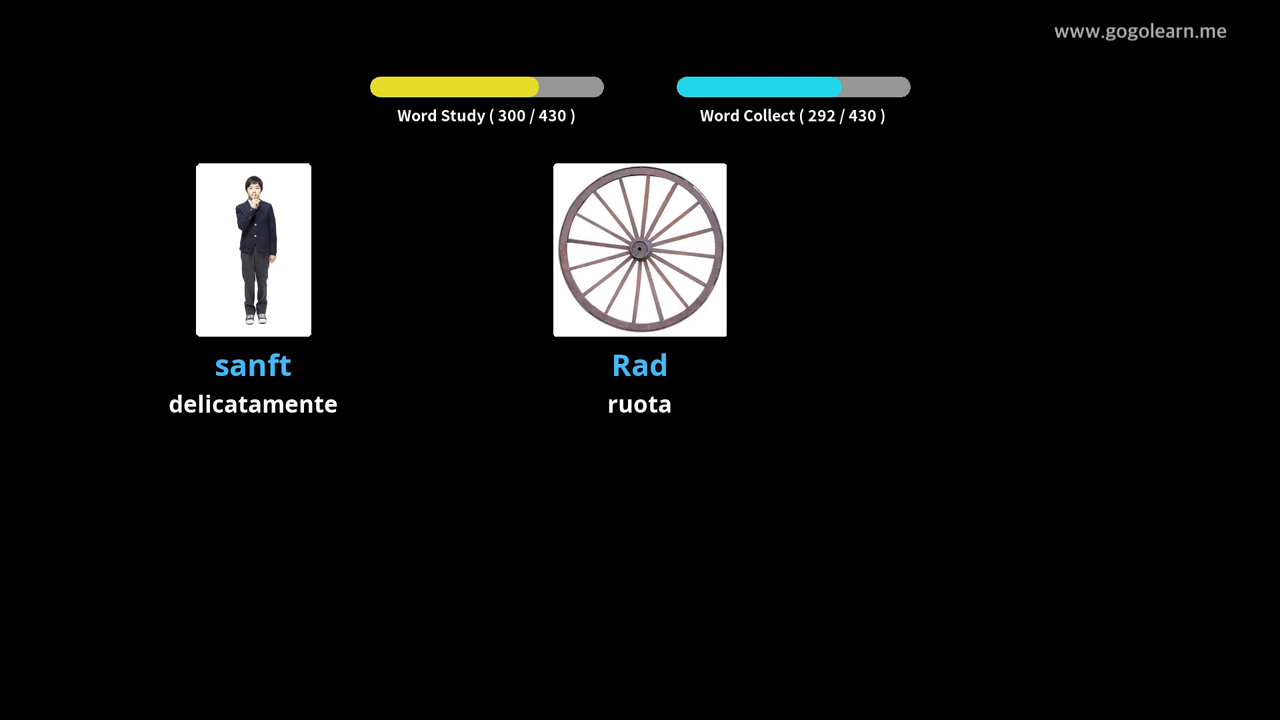 www.gogolearn.me
Word Study ( 300 / 430 )
Word Collect ( 292 / 430 )
sanft
delicatamente
Rad
ruota